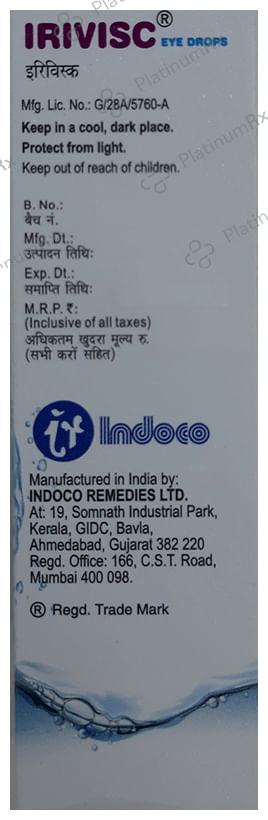 IRIVISC® EYE DROPS
इरिविस्क
Mfg. Lic. No.: G/28A/5760-A
Keep in a cool, dark place.
Protect from light.
Keep out of reach of children.
B. No.:
बैच नं.
Mfg. Dt.:
उत्पादन तिथिः
Exp. Dt.:
समाप्ति तिथिः
M.R.P. ₹:
(Inclusive of all taxes)
अधिकतम खुदरा मूल्य रु.
(सभी करों सहित)
Indoco
Manufactured in India by:
INDOCO REMEDIES LTD.
At: 19, Somnath Industrial Park,
Kerala, GIDC, Bavla,
Ahmedabad, Gujarat 382 220
Regd. Office: 166, C.S.T. Road,
Mumbai 400 098.
® Regd. Trade Mark
PlatinumRx